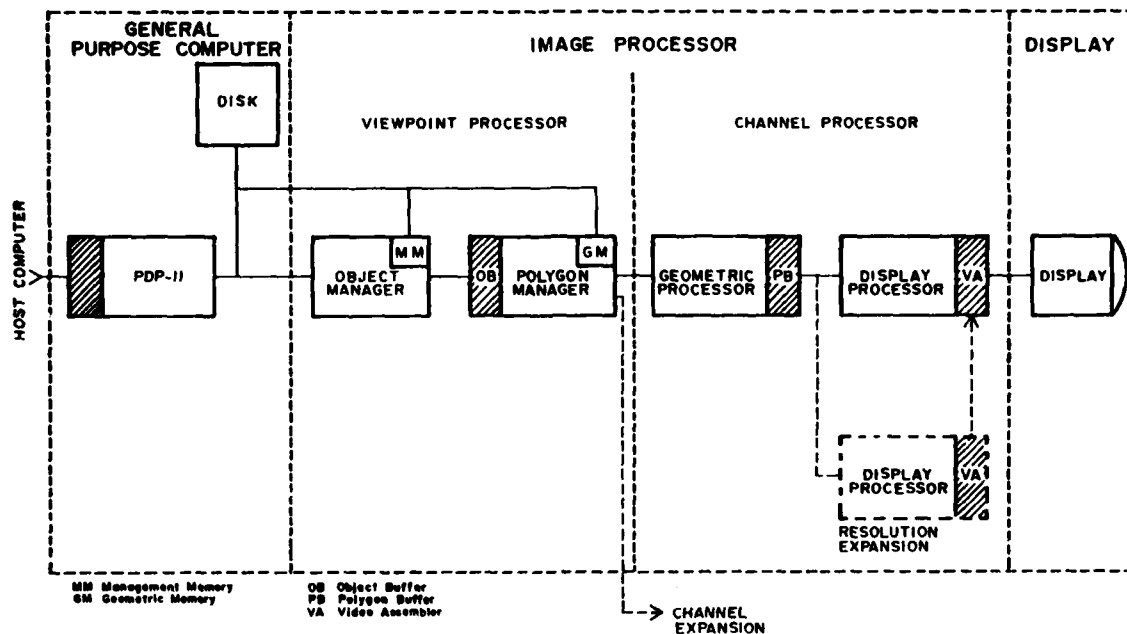 GENERAL
PURPOSE COMPUTER
IMAGE PROCESSOR
DISPLAY
DISK
VIEWPOINT PROCESSOR
CHANNEL PROCESSOR
HOST COMPUTER
PDP-11
MM
OBJECT
MANAGER
OB
GM
POLYGON
MANAGER
GEOMETRIC
PROCESSOR
PB
DISPLAY
PROCESSOR
VA
DISPLAY
DISPLAY
PROCESSOR
VA
RESOLUTION
EXPANSION
MM Management Memory
GM Geometric Memory
OB Object Buffer
PB Polygon Buffer
VA Video Assembler
CHANNEL
EXPANSION